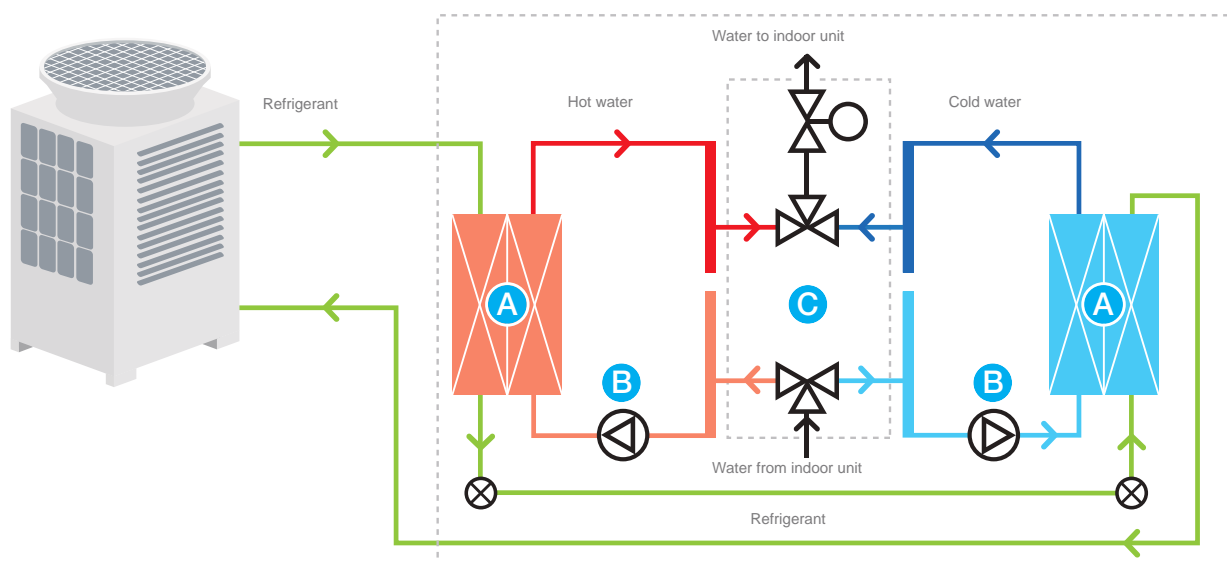 Water to indoor unit
Refrigerant
Hot water
Cold water
A
C
A
B
B
Water from indoor unit
Refrigerant